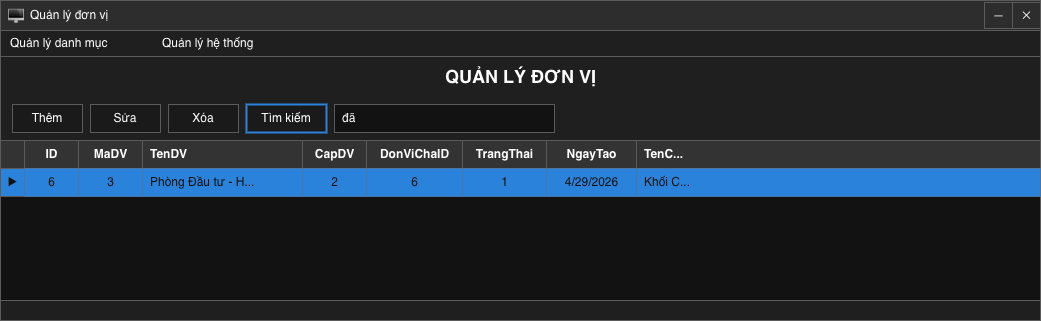 Quản lý đơn vị
Quản lý danh mục Quản lý hệ thống
QUẢN LÝ ĐƠN VỊ
Thêm Sửa Xóa Tìm kiếm đã
ID MaDV TenDV CapDV DonViChaID TrangThai NgayTao TenC...
6 3 Phòng Đầu tư - H... 2 6 1 4/29/2026 Khối C...